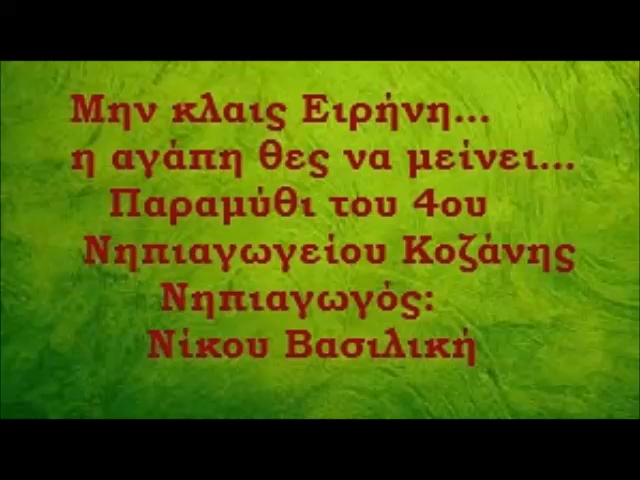 Μην κλαις Ειρήνη...
η αγάπη θες να μείνει...
Παραμύθι του 4ου
Νηπιαγωγείου Κοζάνης
Νηπιαγωγός:
Νίκου Βασιλική